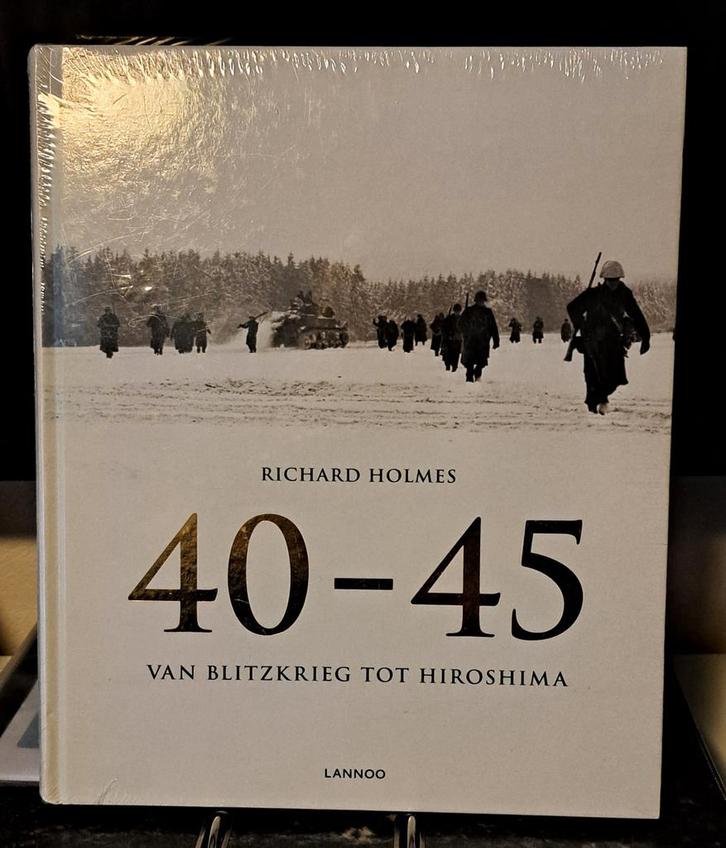 RICHARD HOLMES
40–45
VAN BLITZKRIEG TOT HIROSHIMA
LANNOO